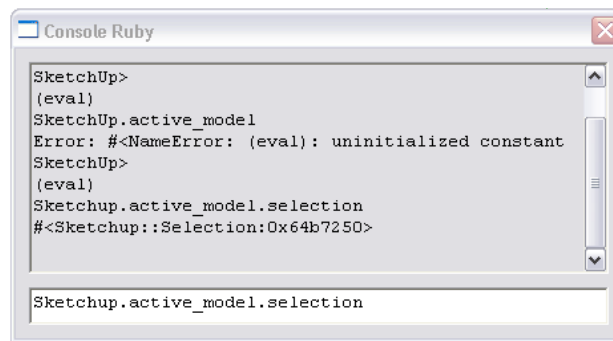 Console Ruby
SketchUp>
(eval)
SketchUp.active_model
Error: #<NameError: (eval): uninitialized constant
SketchUp>
(eval)
Sketchup.active_model.selection
#<Sketchup::Selection:0x64b7250>
Sketchup.active_model.selection